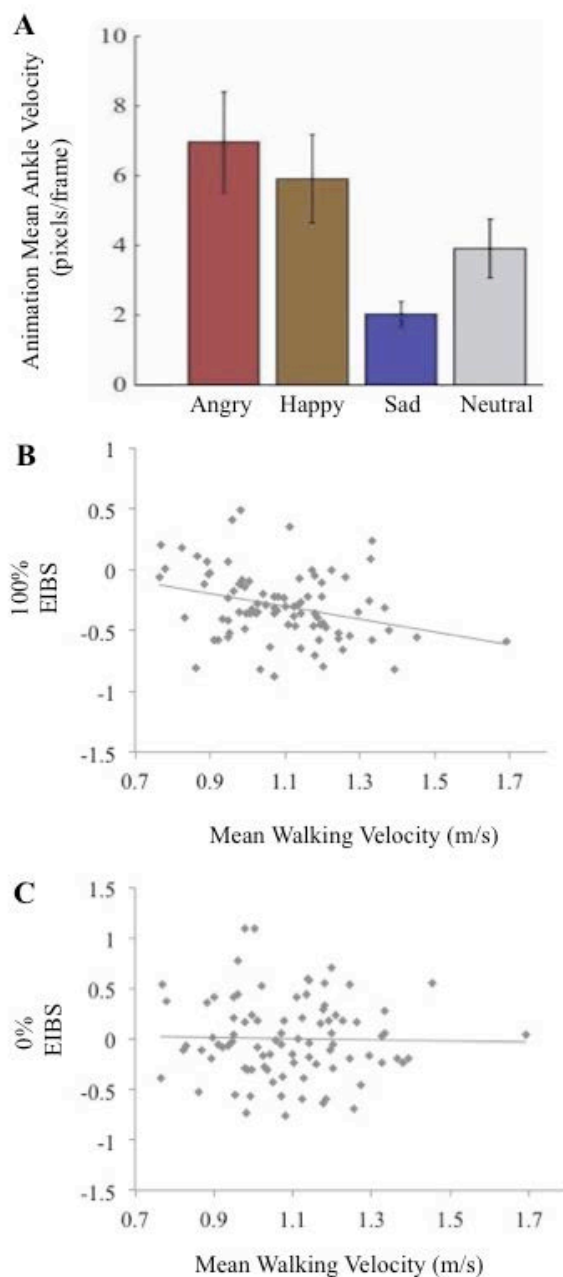 A
Animation Mean Ankle Velocity
(pixels/frame)
10
8
6
4
2
0
Angry Happy Sad Neutral
B
100%
EIBS
1
0.5
0
-0.5
-1
-1.5
0.7 0.9 1.1 1.3 1.5 1.7
Mean Walking Velocity (m/s)
C
0%
EIBS
1.5
1
0.5
0
-0.5
-1
-1.5
0.7 0.9 1.1 1.3 1.5 1.7
Mean Walking Velocity (m/s)